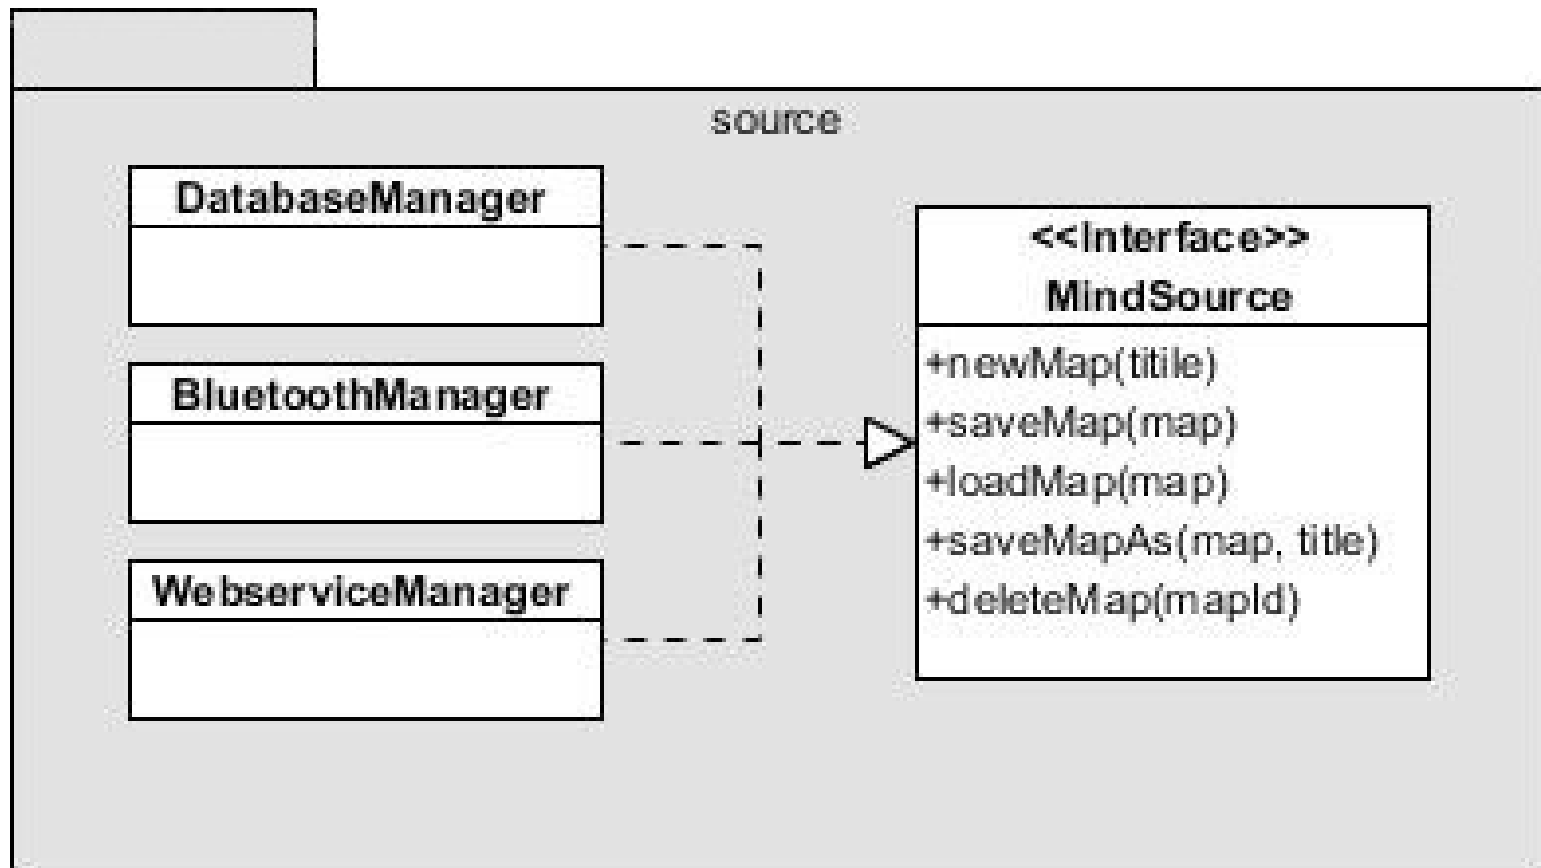 source
DatabaseManager
BluetoothManager
WebserviceManager
<<Interface>>
MindSource
+newMap(titile)
+saveMap(map)
+loadMap(map)
+saveMapAs(map, title)
+deleteMap(mapId)